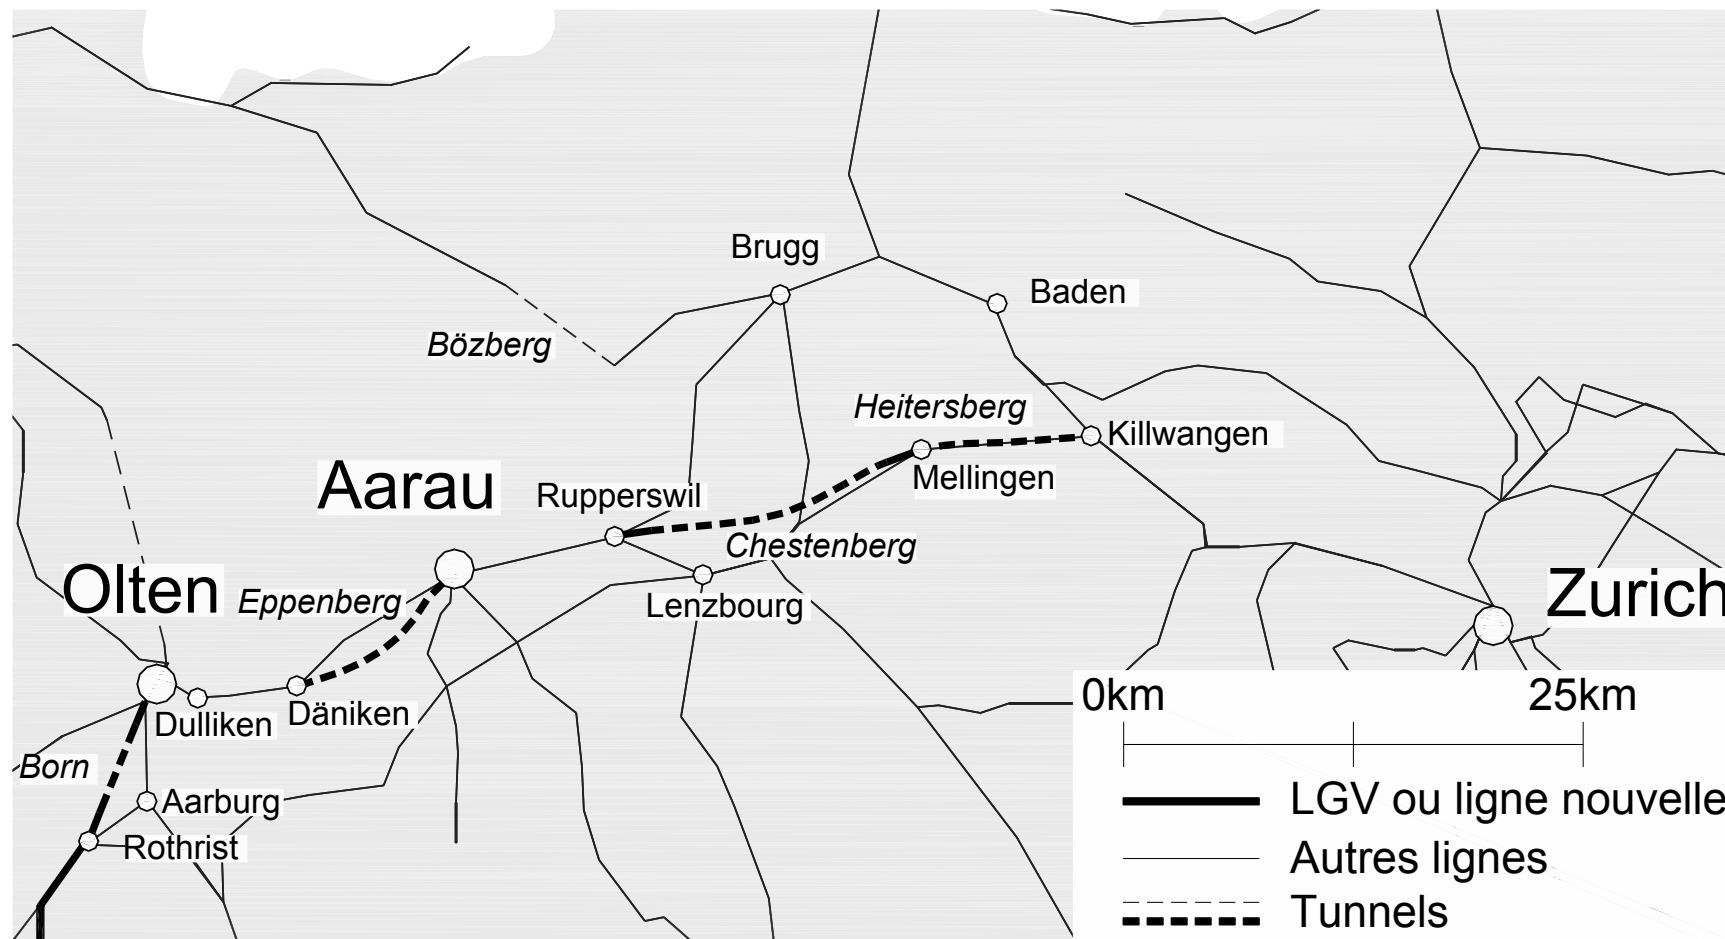 Brugg
Baden
Bözberg
Heitersberg
Killwangen
Aarau
Mellingen
Rupperswil
Chestenberg
Olten
Eppenberg
Lenzbourg
Zurich
Dulliken
Däniken
Born
Aarburg
Rothrist
0km 25km
LGV ou ligne nouvelle
Autres lignes
Tunnels